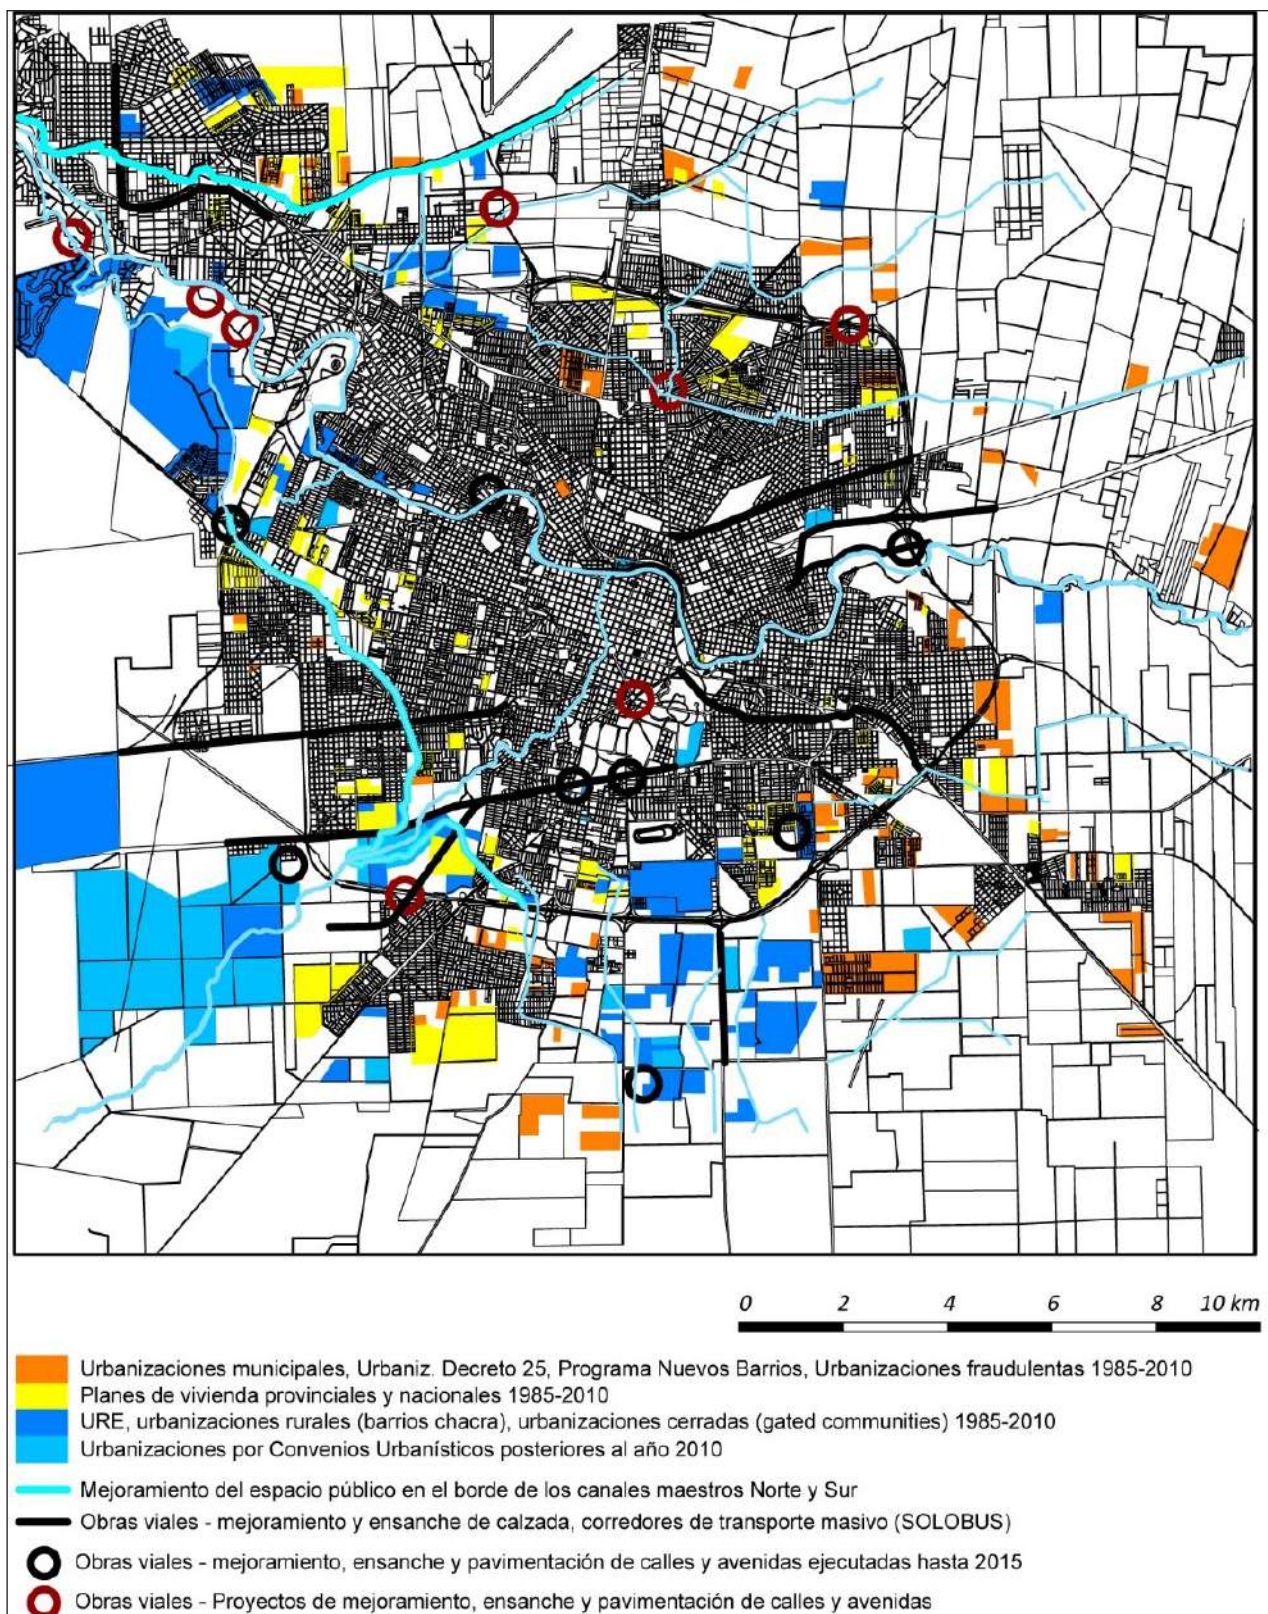 0 2 4 6 8 10 km
Urbanizaciones municipales, Urbaniz. Decreto 25, Programa Nuevos Barrios, Urbanizaciones fraudulentas 1985-2010
Planes de vivienda provinciales y nacionales 1985-2010
URE, urbanizaciones rurales (barrios chacra), urbanizaciones cerradas (gated communities) 1985-2010
Urbanizaciones por Convenios Urbanísticos posteriores al año 2010
Mejoramiento del espacio público en el borde de los canales maestros Norte y Sur
Obras viales - mejoramiento y ensanche de calzada, corredores de transporte masivo (SOLOBUS)
Obras viales - mejoramiento, ensanche y pavimentación de calles y avenidas ejecutadas hasta 2015
Obras viales - Proyectos de mejoramiento, ensanche y pavimentación de calles y avenidas